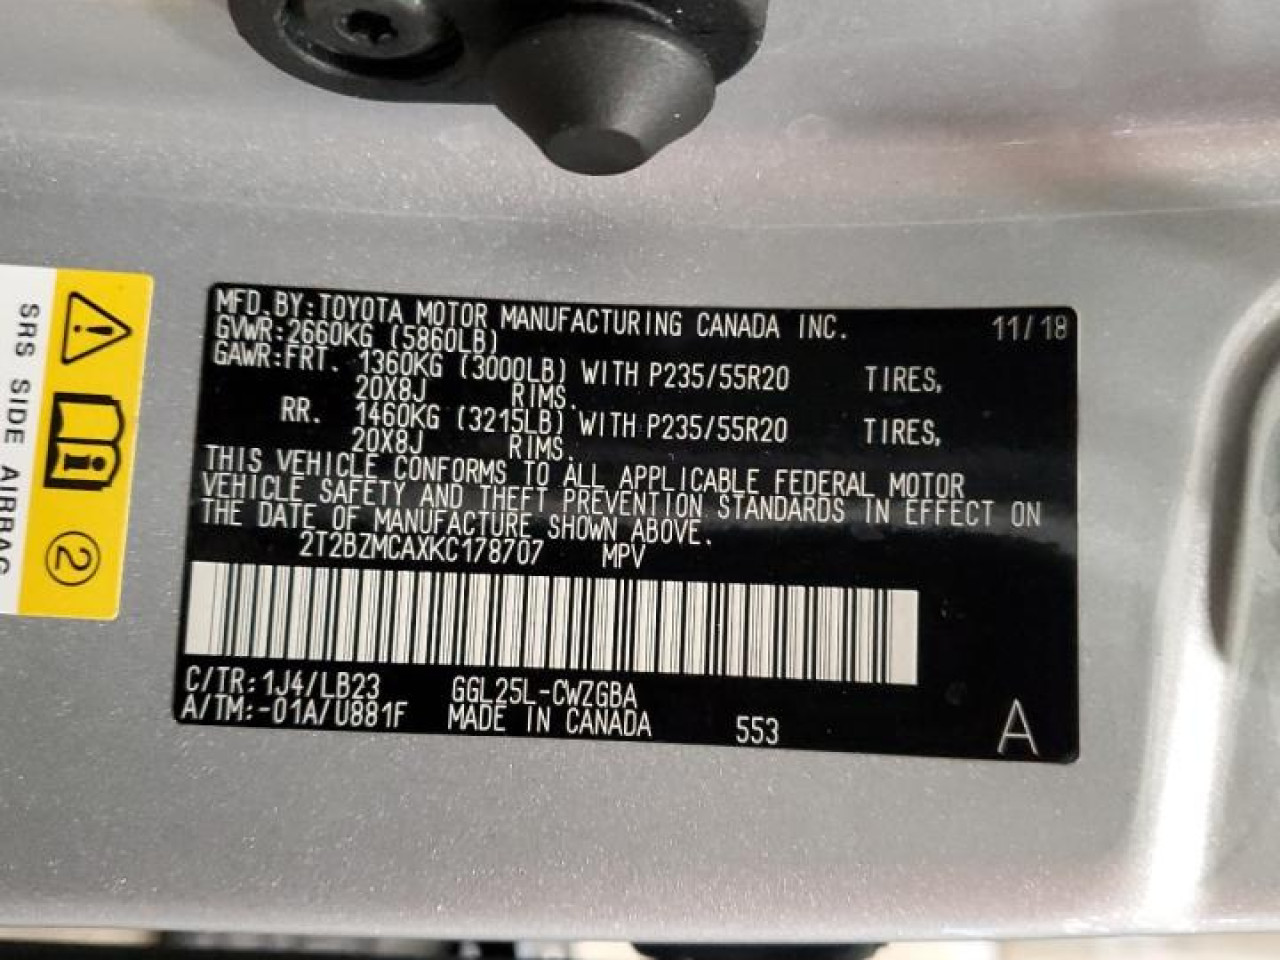 MFD.BY:TOYOTA MOTOR MANUFACTURING CANADA INC. 11/18
GVWR:2660KG (5860LB)
GAWR:FRT. 1360KG (3000LB) WITH P235/55R20 TIRES,
20X8J RIMS.
RR. 1460KG (3215LB) WITH P235/55R20 TIRES,
20X8J RIMS.
THIS VEHICLE CONFORMS TO ALL APPLICABLE FEDERAL MOTOR
VEHICLE SAFETY AND THEFT PREVENTION STANDARDS IN EFFECT ON
THE DATE OF MANUFACTURE SHOWN ABOVE.
2T2BZMCAXKC178707 MPV
C/TR:1J4/LB23 GGL25L-CWZGBA
A/TM:-01A/U881F MADE IN CANADA 553 A
SRS SIDE AIRBAG
2